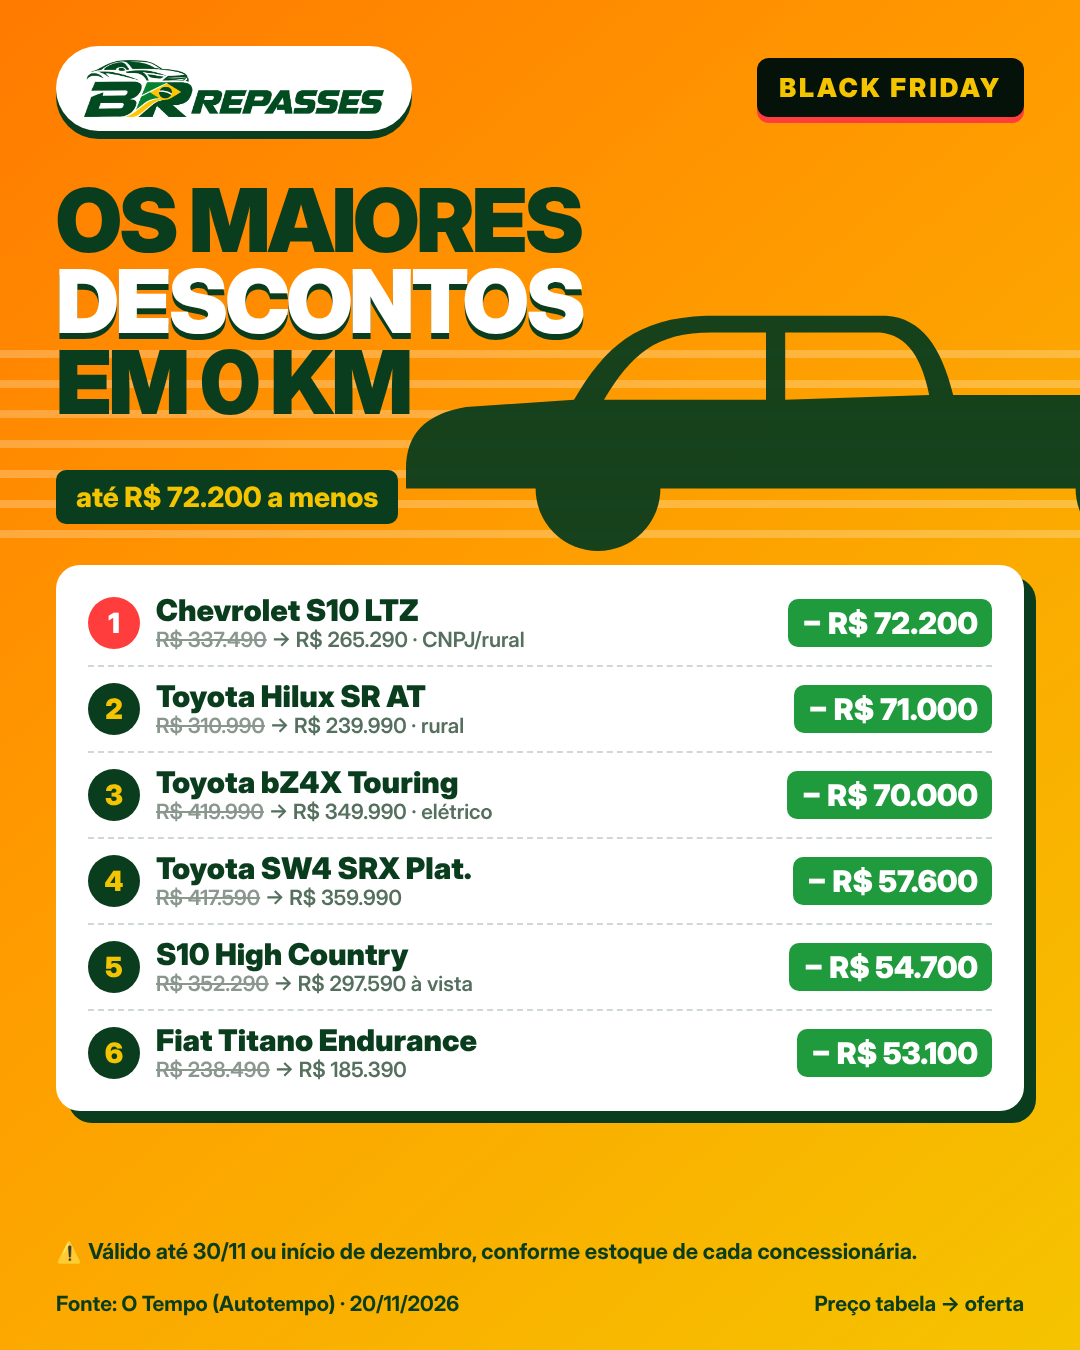 BR REPASSES
BLACK FRIDAY
OS MAIORES
DESCONTOS
EM 0 KM
até R$ 72.200 a menos
1
Chevrolet S10 LTZ
R$ 337.490 → R$ 265.290 · CNPJ/rural
− R$ 72.200
2
Toyota Hilux SR AT
R$ 310.990 → R$ 239.990 · rural
− R$ 71.000
3
Toyota bZ4X Touring
R$ 419.990 → R$ 349.990 · elétrico
− R$ 70.000
4
Toyota SW4 SRX Plat.
R$ 417.590 → R$ 359.990
− R$ 57.600
5
S10 High Country
R$ 352.290 → R$ 297.590 à vista
− R$ 54.700
6
Fiat Titano Endurance
R$ 238.490 → R$ 185.390
− R$ 53.100
⚠️ Válido até 30/11 ou início de dezembro, conforme estoque de cada concessionária.
Fonte: O Tempo (Autotempo) · 20/11/2026
Preço tabela → oferta